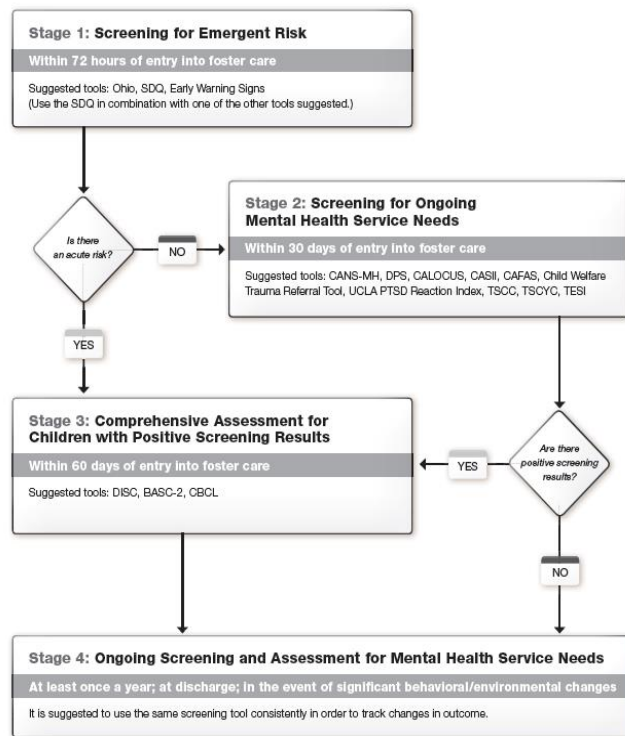 Stage 1: Screening for Emergent Risk
Within 72 hours of entry into foster care
Suggested tools: Ohio, SDQ, Early Warning Signs
(Use the SDQ in combination with one of the other tools suggested.)
Is there
an acute risk?
NO
YES
Stage 2: Screening for Ongoing
Mental Health Service Needs
Within 30 days of entry into foster care
Suggested tools: CANS-MH, DPS, CALOCUS, CASII, CAFAS, Child Welfare
Trauma Referral Tool, UCLA PTSD Reaction Index, TSCC, TSCYC, TESI
Are there
positive screening
results?
YES
NO
Stage 3: Comprehensive Assessment for
Children with Positive Screening Results
Within 60 days of entry into foster care
Suggested tools: DISC, BASC-2, CBCL
Stage 4: Ongoing Screening and Assessment for Mental Health Service Needs
At least once a year; at discharge; in the event of significant behavioral/environmental changes
It is suggested to use the same screening tool consistently in order to track changes in outcome.